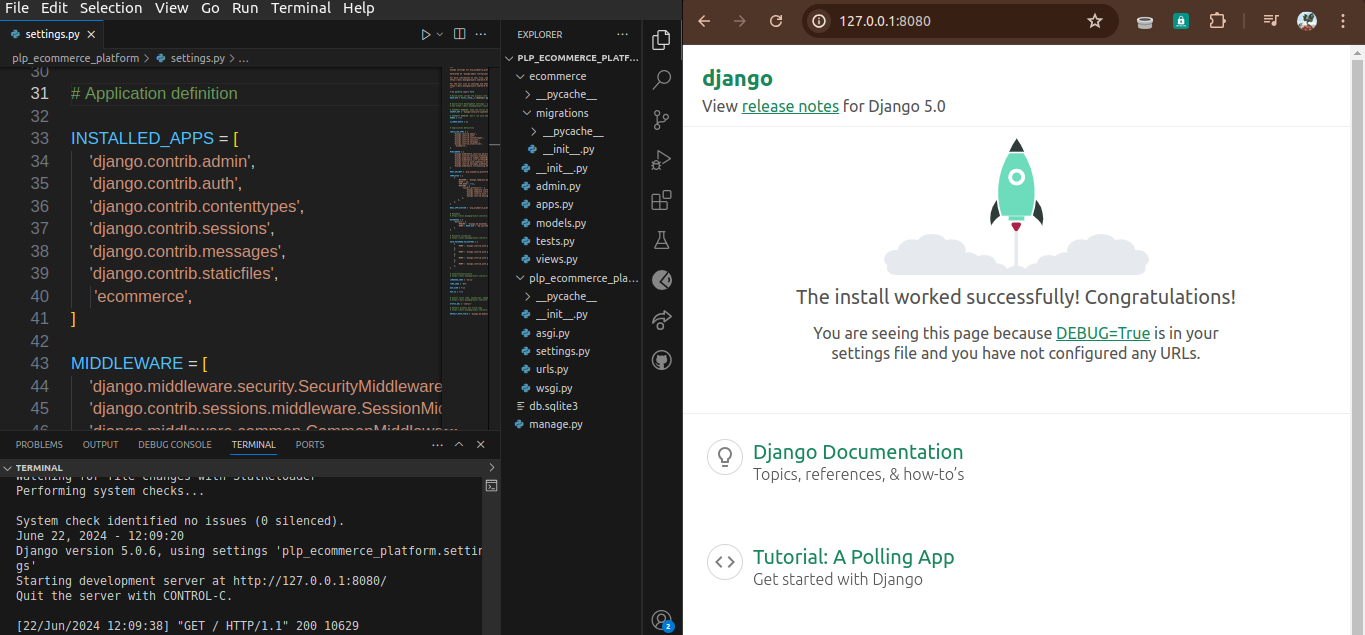 File Edit Selection View Go Run Terminal Help
settings.py
plp_ecommerce_platform > settings.py > ...
30
31 # Application definition
32
33 INSTALLED_APPS = [
34 'django.contrib.admin',
35 'django.contrib.auth',
36 'django.contrib.contenttypes',
37 'django.contrib.sessions',
38 'django.contrib.messages',
39 'django.contrib.staticfiles',
40 'ecommerce',
41 ]
42
43 MIDDLEWARE = [
44 'django.middleware.security.SecurityMiddleware
45 'django.contrib.sessions.middleware.SessionMid
46 'django.middleware.common.CommonMiddleware
PROBLEMS OUTPUT DEBUG CONSOLE TERMINAL PORTS
TERMINAL
Watching for file changes with StatReloader
Performing system checks...
System check identified no issues (0 silenced).
June 22, 2024 - 12:09:20
Django version 5.0.6, using settings 'plp_ecommerce_platform.settin
gs'
Starting development server at http://127.0.0.1:8080/
Quit the server with CONTROL-C.
[22/Jun/2024 12:09:38] "GET / HTTP/1.1" 200 10629
EXPLORER
PLP_ECOMMERCE_PLATF...
ecommerce
__pycache__
migrations
__pycache__
__init__.py
__init__.py
admin.py
apps.py
models.py
tests.py
views.py
plp_ecommerce_pla...
__pycache__
__init__.py
asgi.py
settings.py
urls.py
wsgi.py
db.sqlite3
manage.py
2
127.0.0.1:8080
django
View release notes for Django 5.0
The install worked successfully! Congratulations!
You are seeing this page because DEBUG=True is in your
settings file and you have not configured any URLs.
Django Documentation
Topics, references, & how-to's
Tutorial: A Polling App
Get started with Django